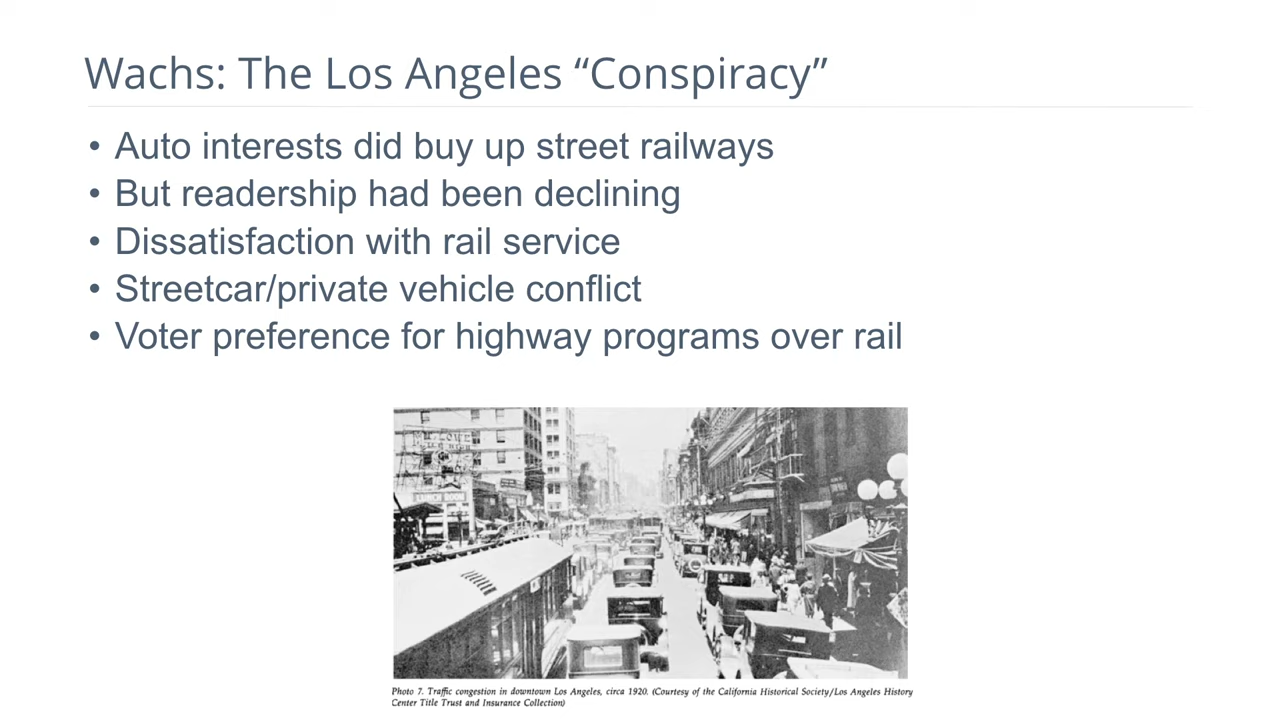 Wachs: The Los Angeles “Conspiracy”
• Auto interests did buy up street railways
• But readership had been declining
• Dissatisfaction with rail service
• Streetcar/private vehicle conflict
• Voter preference for highway programs over rail
LUNCH ROOM
Photo 7. Traffic congestion in downtown Los Angeles, circa 1920. (Courtesy of the California Historical Society/Los Angeles History
Center Title Trust and Insurance Collection)